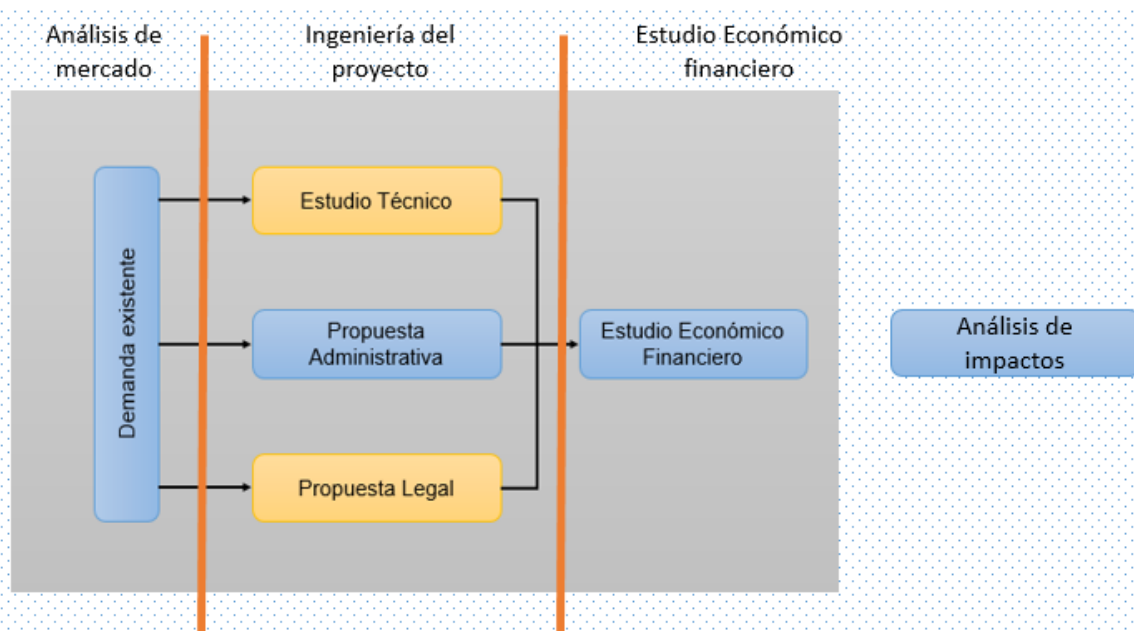 Análisis de
mercado
Ingeniería del
proyecto
Estudio Económico
financiero
Demanda existente
Estudio Técnico
Propuesta
Administrativa
Propuesta Legal
Estudio Económico
Financiero
Análisis de
impactos